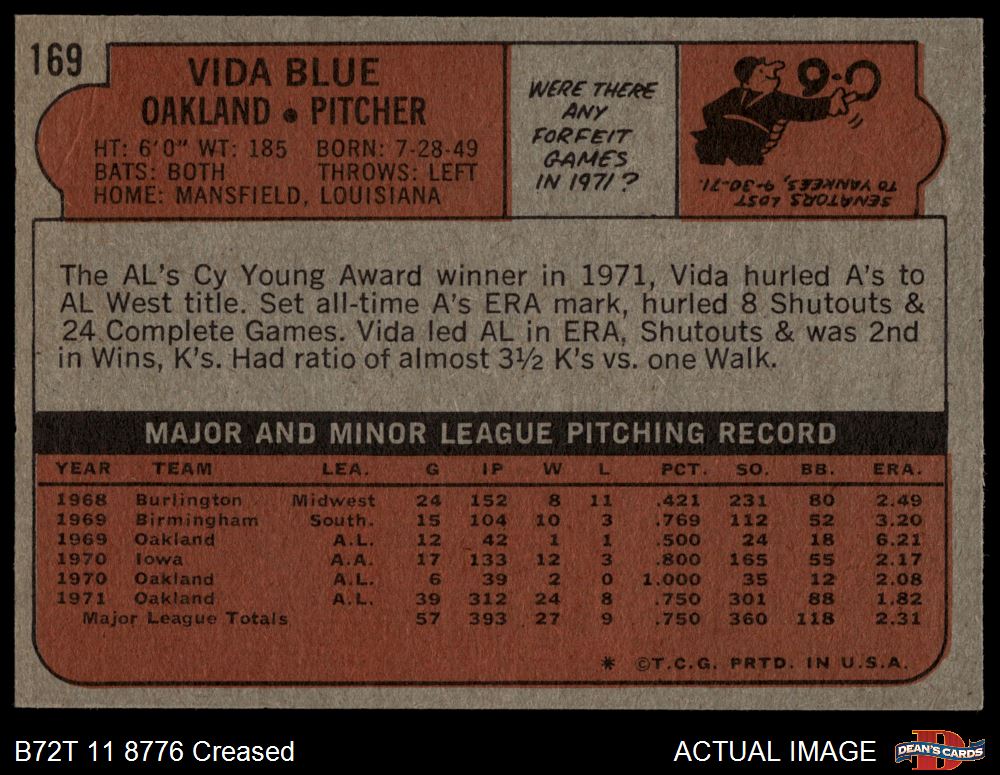 169
VIDA BLUE
OAKLAND • PITCHER
HT: 6'0" WT: 185 BORN: 7-28-49
BATS: BOTH THROWS: LEFT
HOME: MANSFIELD, LOUISIANA
WERE THERE
ANY
FORFEIT
GAMES
IN 1971?
9-0
SENATORS LOST
TO YANKEES, 9-30-71.
The AL's Cy Young Award winner in 1971, Vida hurled A's to
AL West title. Set all-time A's ERA mark, hurled 8 Shutouts &
24 Complete Games. Vida led AL in ERA, Shutouts & was 2nd
in Wins, K's. Had ratio of almost 3½ K's vs. one Walk.
MAJOR AND MINOR LEAGUE PITCHING RECORD
YEAR TEAM LEA. G IP W L PCT. SO. BB. ERA.
1968 Burlington Midwest 24 152 8 11 .421 231 80 2.49
1969 Birmingham South. 15 104 10 3 .769 112 52 3.20
1969 Oakland A.L. 12 42 1 1 .500 24 18 6.21
1970 Iowa A.A. 17 133 12 3 .800 165 55 2.17
1970 Oakland A.L. 6 39 2 0 1.000 35 12 2.08
1971 Oakland A.L. 39 312 24 8 .750 301 88 1.82
Major League Totals 57 393 27 9 .750 360 118 2.31
* ©T.C.G. PRTD. IN U.S.A.
B72T 11 8776 Creased
ACTUAL IMAGE
D
DEAN'S CARDS